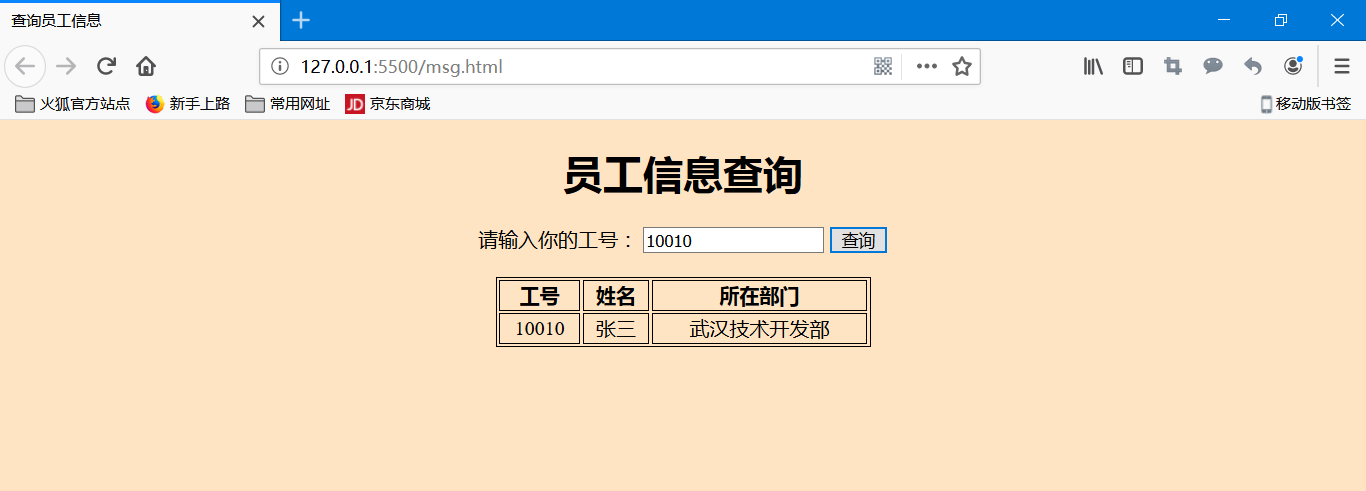 查询员工信息
127.0.0.1:5500/msg.html
火狐官方站点 新手上路 常用网址 JD 京东商城 移动版书签
员工信息查询
请输入你的工号： 10010 查询
工号 姓名 所在部门
10010 张三 武汉技术开发部